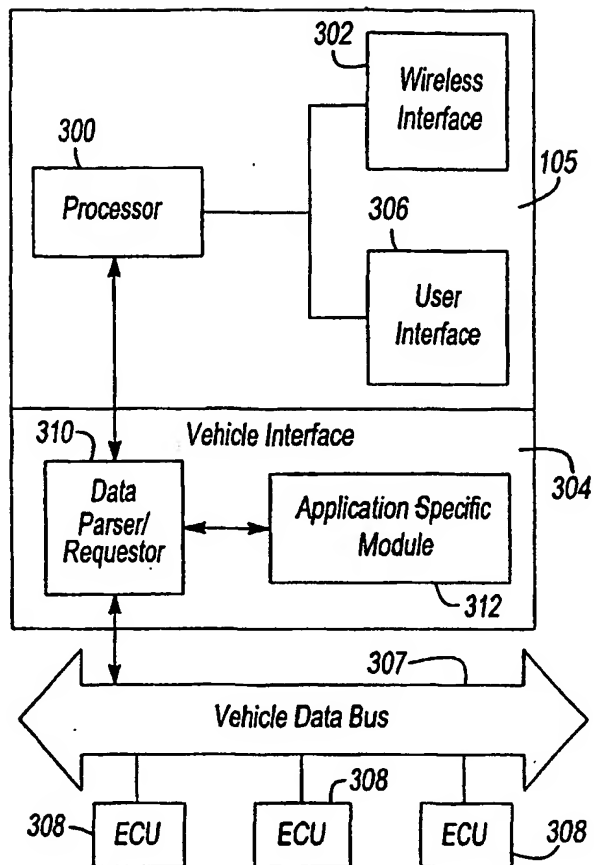 302
Wireless
Interface
300
Processor
105
306
User
Interface
Vehicle Interface
310
304
Data
Parser/
Requestor
Application Specific
Module
312
307
Vehicle Data Bus
308
ECU
308
ECU
ECU
308